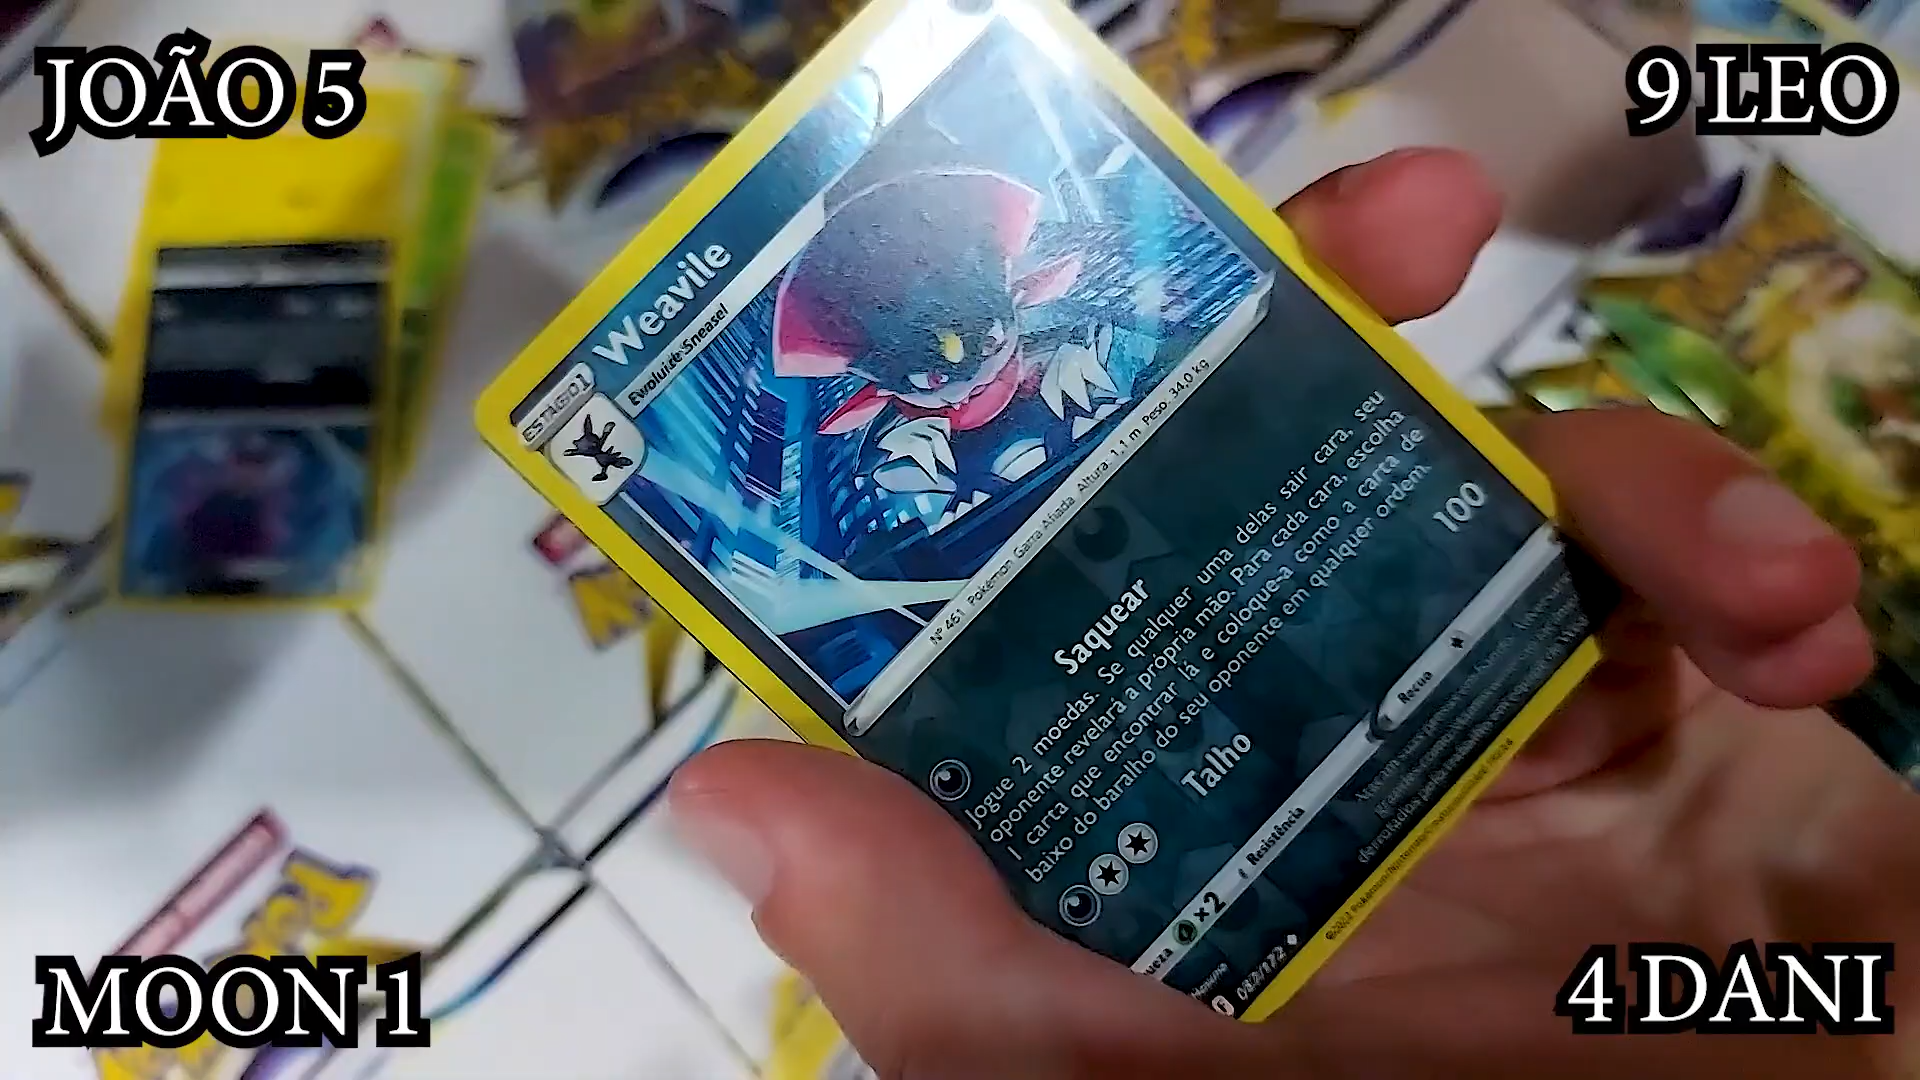 JOÃO 5
9 LEO
ESTÁGIO 1
Weavile
Evolui de Sneasel
Nº 461 Pokémon Garra Afiada Altura: 1,1 m Peso: 34,0 kg
Saquear
Jogue 2 moedas. Se qualquer uma delas sair cara, seu
oponente revelará a própria mão. Para cada cara, escolha
1 carta que encontrar lá e coloque-a como a carta de
baixo do baralho do seu oponente em qualquer ordem.
Talho 100
×2
Resistência
Recuo
/172
MOON 1
4 DANI